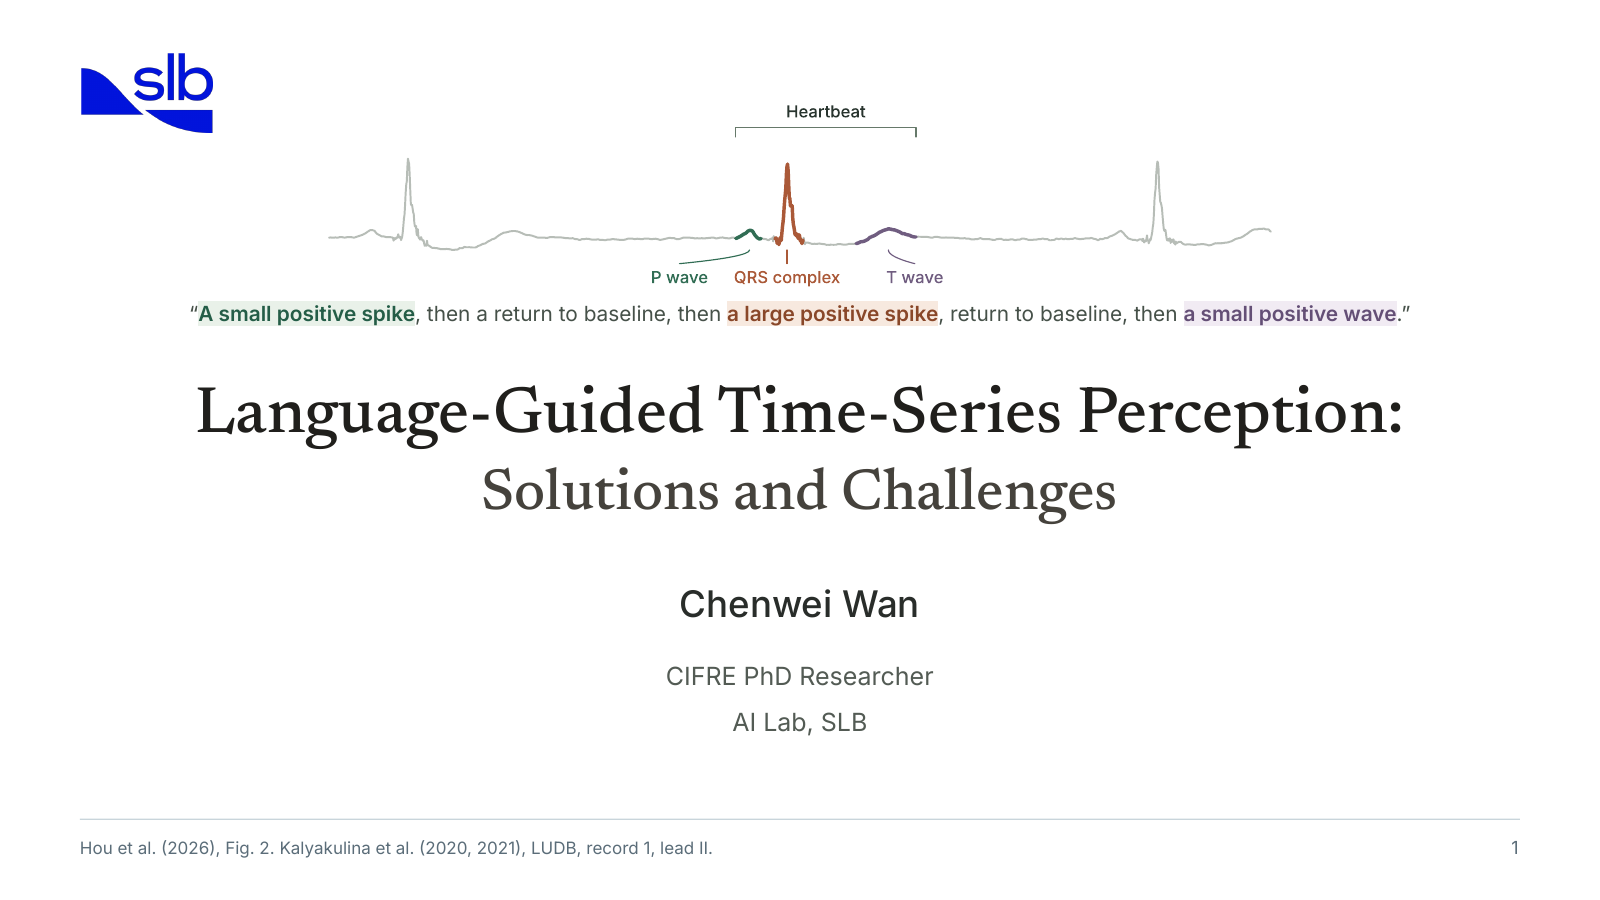 slb
Heartbeat
P wave QRS complex T wave
“A small positive spike, then a return to baseline, then a large positive spike, return to baseline, then a small positive wave.”
Language-Guided Time-Series Perception:
Solutions and Challenges
Chenwei Wan
CIFRE PhD Researcher
AI Lab, SLB
Hou et al. (2026), Fig. 2. Kalyakulina et al. (2020, 2021), LUDB, record 1, lead II. 1